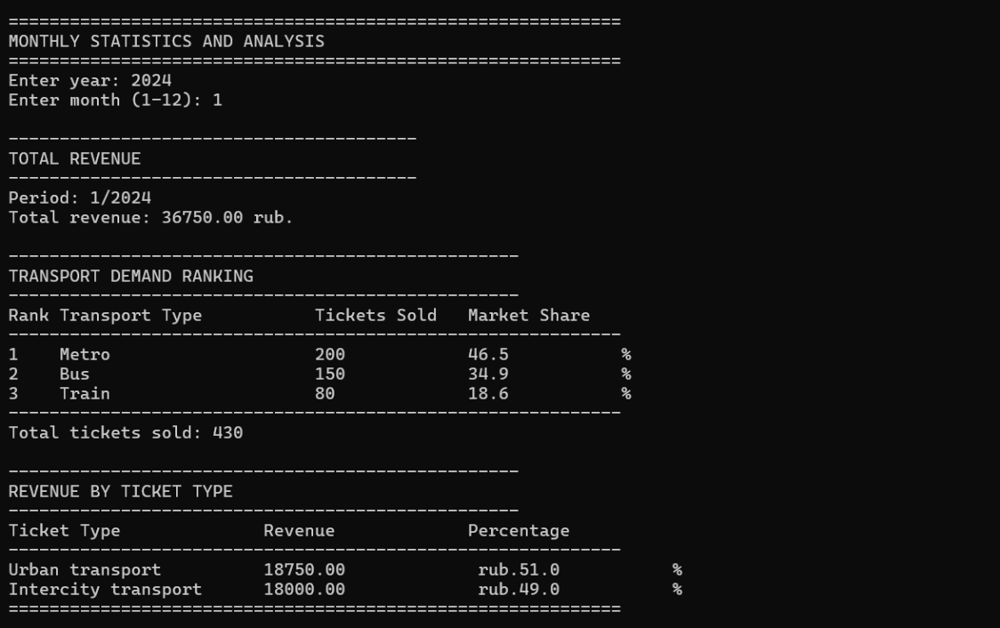 ============================================================
MONTHLY STATISTICS AND ANALYSIS
============================================================
Enter year: 2024
Enter month (1-12): 1
----------------------------------------
TOTAL REVENUE
----------------------------------------
Period: 1/2024
Total revenue: 36750.00 rub.
--------------------------------------------------
TRANSPORT DEMAND RANKING
--------------------------------------------------
Rank Transport Type           Tickets Sold   Market Share
------------------------------------------------------------
1    Metro                    200            46.5           %
2    Bus                      150            34.9           %
3    Train                    80             18.6           %
------------------------------------------------------------
Total tickets sold: 430
--------------------------------------------------
REVENUE BY TICKET TYPE
--------------------------------------------------
Ticket Type              Revenue             Percentage
------------------------------------------------------------
Urban transport          18750.00             rub.51.0           %
Intercity transport      18000.00             rub.49.0           %
============================================================